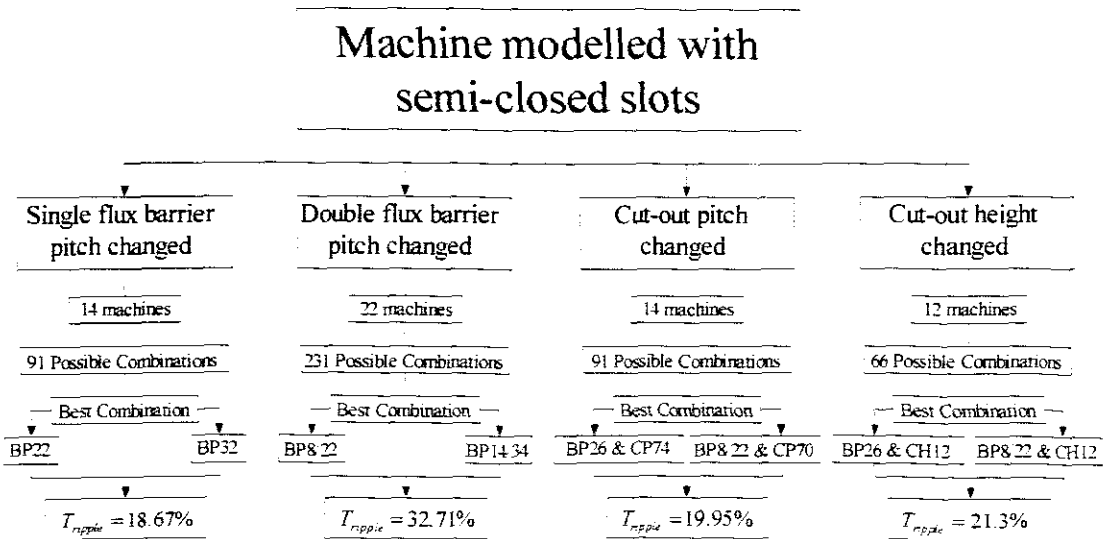 Machine modelled with
semi-closed slots
Single flux barrier
pitch changed
Double flux barrier
pitch changed
Cut-out pitch
changed
Cut-out height
changed
14 machines
22 machines
14 machines
12 machines
91 Possible Combinations
231 Possible Combinations
91 Possible Combinations
66 Possible Combinations
Best Combination
Best Combination
Best Combination
Best Combination
BP22
BP32
BP8 22
BP14 34
BP26 & CP74
BP8 22 & CP70
BP26 & CH12
BP8 22 & CH12
T_ripple = 18.67%
T_ripple = 32.71%
T_ripple = 19.95%
T_ripple = 21.3%